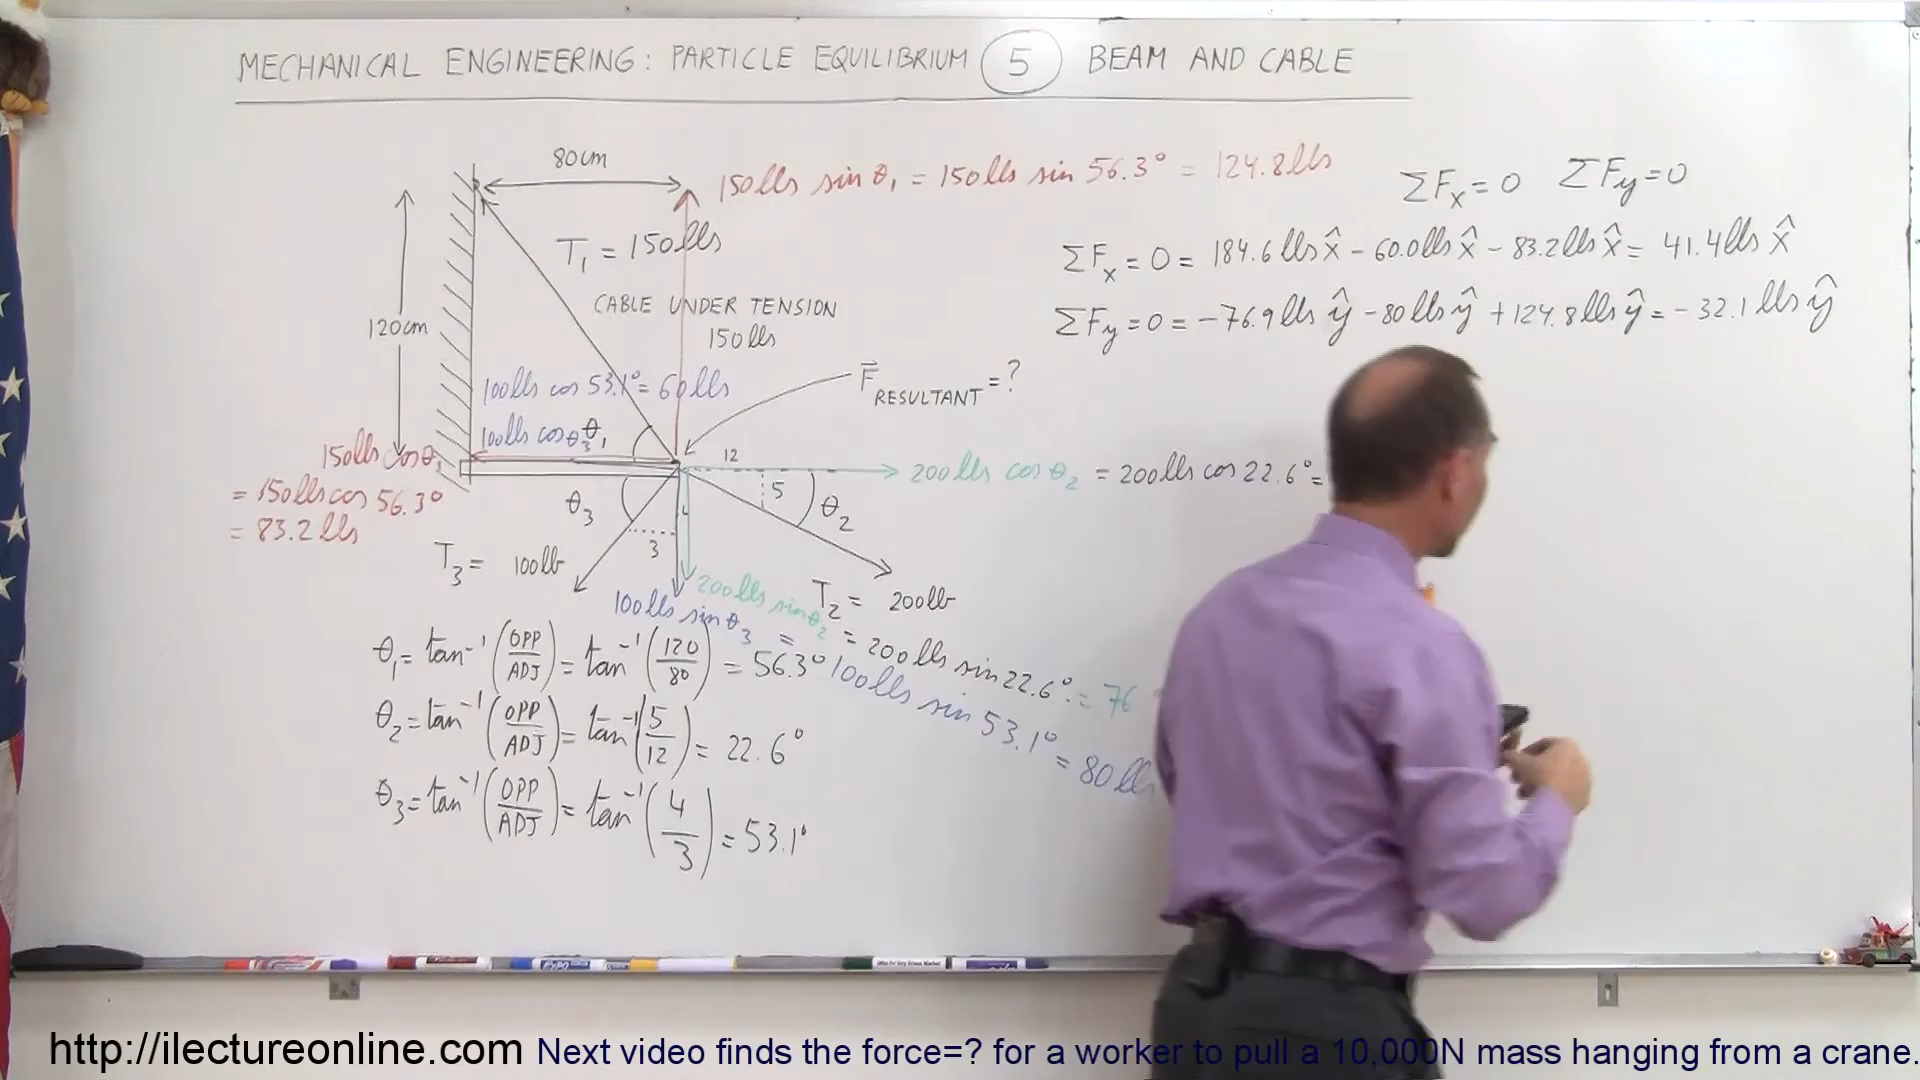 MECHANICAL ENGINEERING: PARTICLE EQUILIBRIUM 5 BEAM AND CABLE
80cm
150lbs sin θ₁ = 150lbs sin 56.3° = 124.8lbs
ΣFx = 0 ΣFy = 0
T₁ = 150lbs
ΣFx = 0 = 184.6lbs x̂ - 60.0lbs x̂ - 83.2lbs x̂ = 41.4lbs x̂
CABLE UNDER TENSION
150lbs
ΣFy = 0 = -76.9lbs ŷ - 80lbs ŷ + 124.8lbs ŷ = -32.1lbs ŷ
120cm
100lbs cos 53.1° = 60lbs
F⃗ RESULTANT = ?
100lbs cos θ₃ θ₁
150lbs cos θ₁
= 150lbs cos 56.3°
= 83.2lbs
12
200lbs cos θ₂ = 200lbs cos 22.6° =
5
θ₂
θ₃
3
T₃ = 100lb
T₂ = 200lb
100lbs sin θ₃ = 100lbs sin 53.1° = 80lbs
200lbs sin θ₂ = 200lbs sin 22.6° = 76
θ₁ = tan⁻¹(OPP/ADJ) = tan⁻¹(120/80) = 56.3°
θ₂ = tan⁻¹(OPP/ADJ) = tan⁻¹(5/12) = 22.6°
θ₃ = tan⁻¹(OPP/ADJ) = tan⁻¹(4/3) = 53.1°
http://ilectureonline.com Next video finds the force=? for a worker to pull a 10,000N mass hanging from a crane.